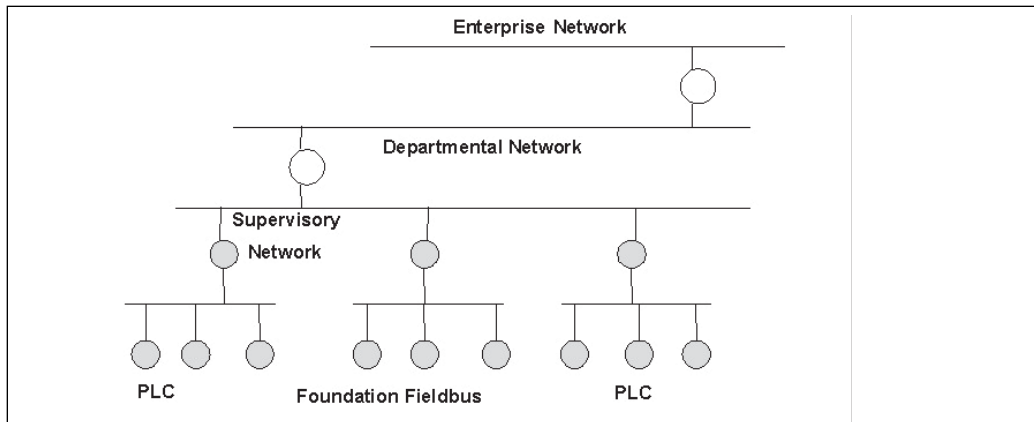 Enterprise Network
Departmental Network
Supervisory
Network
PLC
Foundation Fieldbus
PLC